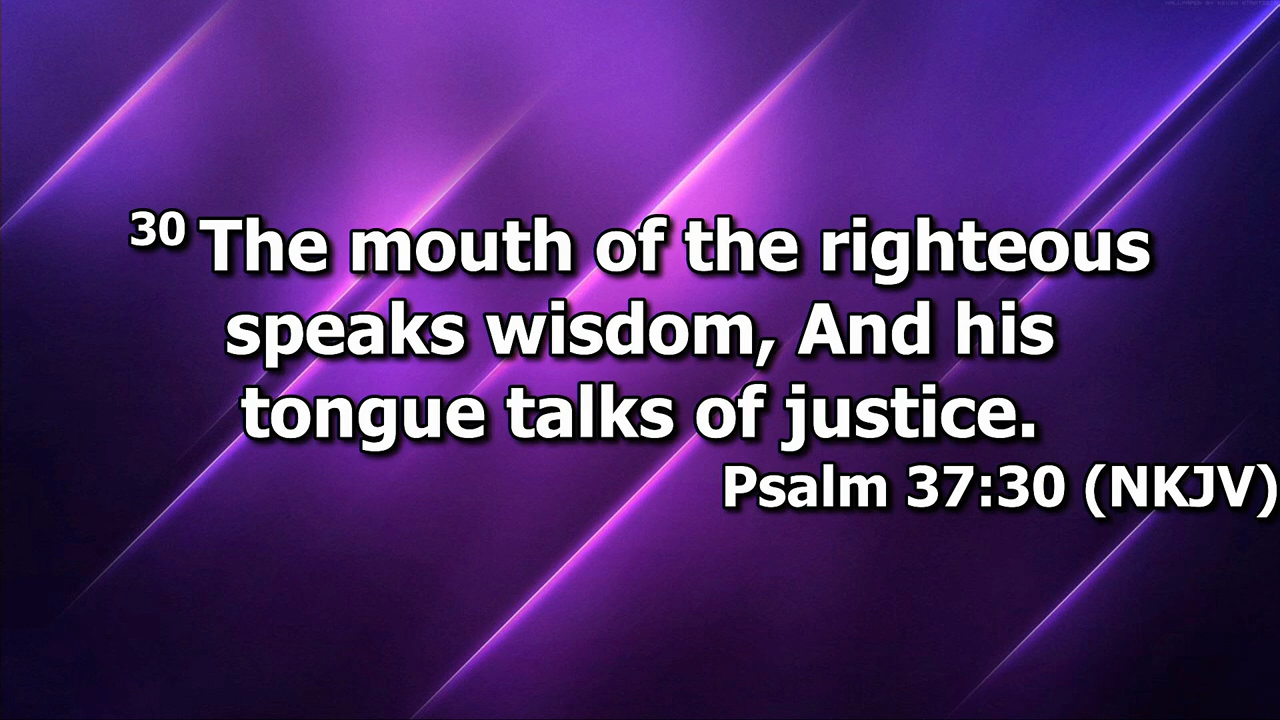 30 The mouth of the righteous
speaks wisdom, And his
tongue talks of justice.
Psalm 37:30 (NKJV)